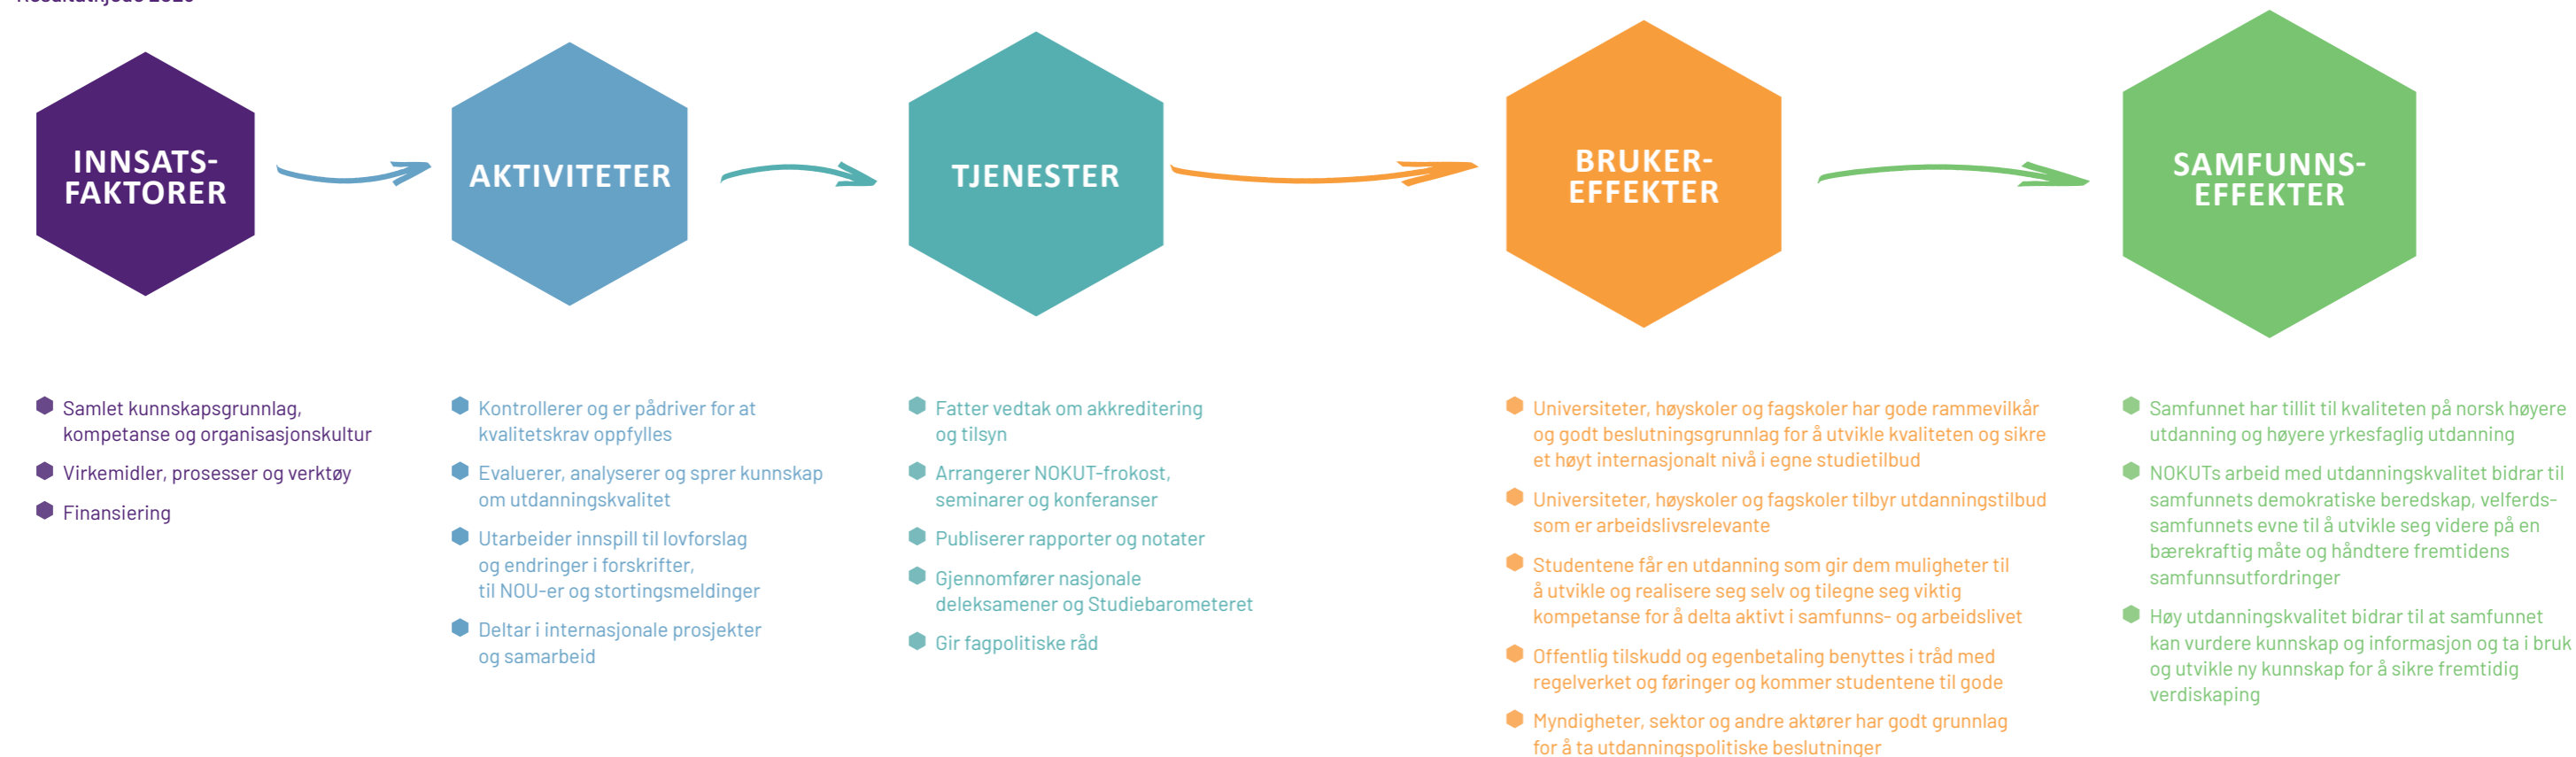 INNSATS-
FAKTORER
AKTIVITETER
TJENESTER
BRUKER-
EFFEKTER
SAMFUNNS-
EFFEKTER
Samlet kunnskapsgrunnlag,
kompetanse og organisasjonskultur
Virkemidler, prosesser og verktøy
Finansiering
Kontrollerer og er pådriver for at
kvalitetskrav oppfylles
Evaluerer, analyserer og sprer kunnskap
om utdanningskvalitet
Utarbeider innspill til lovforslag
og endringer i forskrifter,
til NOU-er og stortingsmeldinger
Deltar i internasjonale prosjekter
og samarbeid
Fatter vedtak om akkreditering
og tilsyn
Arrangerer NOKUT-frokost,
seminarer og konferanser
Publiserer rapporter og notater
Gjennomfører nasjonale
deleksamener og Studiebarometeret
Gir fagpolitiske råd
Universiteter, høyskoler og fagskoler har gode rammevilkår
og godt beslutningsgrunnlag for å utvikle kvaliteten og sikre
et høyt internasjonalt nivå i egne studietilbud
Universiteter, høyskoler og fagskoler tilbyr utdanningstilbud
som er arbeidslivsrelevante
Studentene får en utdanning som gir dem muligheter til
å utvikle og realisere seg selv og tilegne seg viktig
kompetanse for å delta aktivt i samfunns- og arbeidslivet
Offentlig tilskudd og egenbetaling benyttes i tråd med
regelverket og føringer og kommer studentene til gode
Myndigheter, sektor og andre aktører har godt grunnlag
for å ta utdanningspolitiske beslutninger
Samfunnet har tillit til kvaliteten på norsk høyere
utdanning og høyere yrkesfaglig utdanning
NOKUTs arbeid med utdanningskvalitet bidrar til
samfunnets demokratiske beredskap, velferds-
samfunnets evne til å utvikle seg videre på en
bærekraftig måte og håndtere fremtidens
samfunnsutfordringer
Høy utdanningskvalitet bidrar til at samfunnet
kan vurdere kunnskap og informasjon og ta i bruk
og utvikle ny kunnskap for å sikre fremtidig
verdiskaping